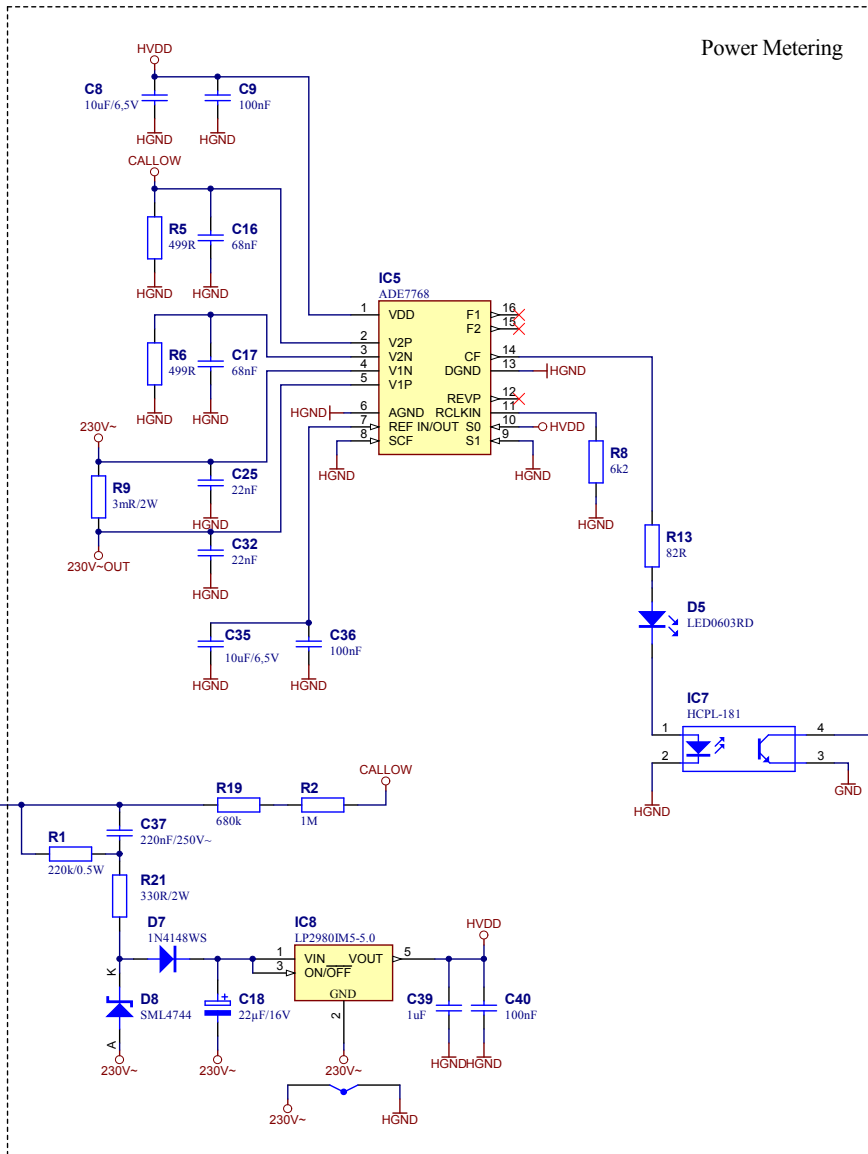 Power Metering
HVDD
C8
10uF/6,5V
C9
100nF
HGND
HGND
CALLOW
R5
499R
C16
68nF
HGND
HGND
R6
499R
C17
68nF
HGND
HGND
IC5
ADE7768
1 VDD
2 V2P
3 V2N
4 V1N
5 V1P
6 AGND
7 REF IN/OUT
8 SCF
F1 16
F2 15
CF 14
DGND 13
REVP 12
RCLKIN 11
S0 10
S1 9
HGND
HGND
HVDD
HGND
HGND
R8
6k2
HGND
230V~
R9
3mR/2W
230V~OUT
C25
22nF
HGND
C32
22nF
HGND
C35
10uF/6,5V
HGND
C36
100nF
HGND
R13
82R
D5
LED0603RD
IC7
HCPL-181
1
2
4
3
HGND
GND
R19
680k
R2
1M
CALLOW
C37
220nF/250V~
R1
220k/0.5W
R21
330R/2W
D7
1N4148WS
K
D8
SML4744
A
230V~
C18
22µF/16V
+
230V~
IC8
LP2980IM5-5.0
1 VIN
3 ON/OFF
VOUT 5
GND
2
230V~
HVDD
C39
1uF
C40
100nF
HGND
HGND
230V~
HGND